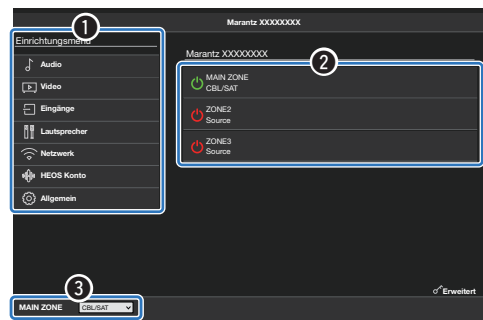 Marantz XXXXXXXX
1
Einrichtungsmenü
Audio
Video
Eingänge
Lautsprecher
Netzwerk
HEOS Konto
Allgemein
Marantz XXXXXXXX
2
MAIN ZONE
CBL/SAT
ZONE2
Source
ZONE3
Source
Erweitert
3
MAIN ZONE CBL/SAT